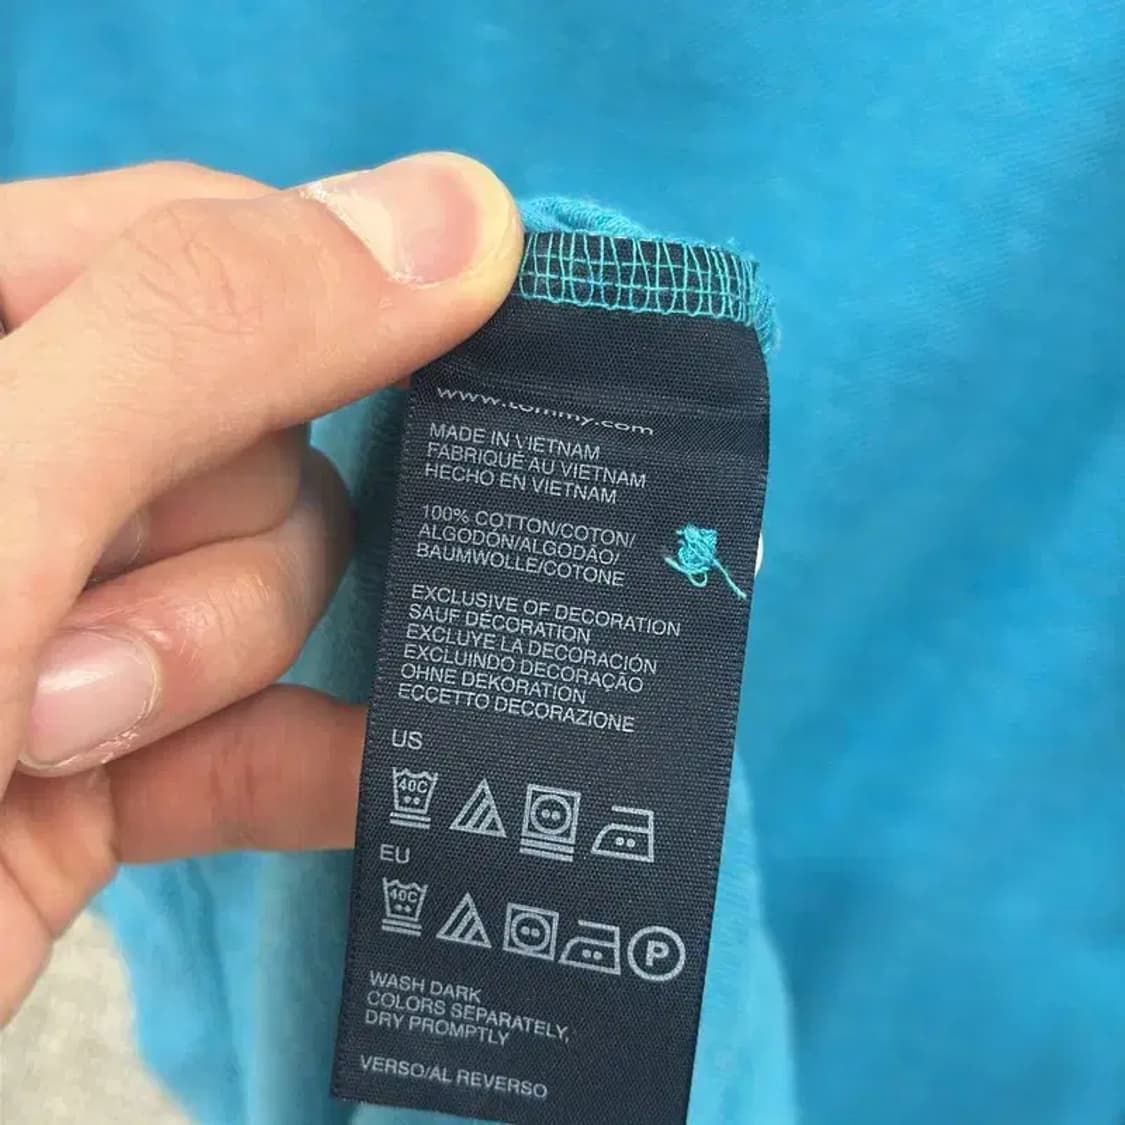 www.tommy.com
MADE IN VIETNAM
FABRIQUÉ AU VIETNAM
HECHO EN VIETNAM
100% COTTON/COTON/
ALGODÓN/ALGODÃO/
BAUMWOLLE/COTONE
EXCLUSIVE OF DECORATION
SAUF DÉCORATION
EXCLUYE LA DECORACIÓN
EXCLUINDO DECORAÇÃO
OHNE DEKORATION
ECCETTO DECORAZIONE
US
40C
EU
40C
P
WASH DARK
COLORS SEPARATELY,
DRY PROMPTLY
VERSO/AL REVERSO